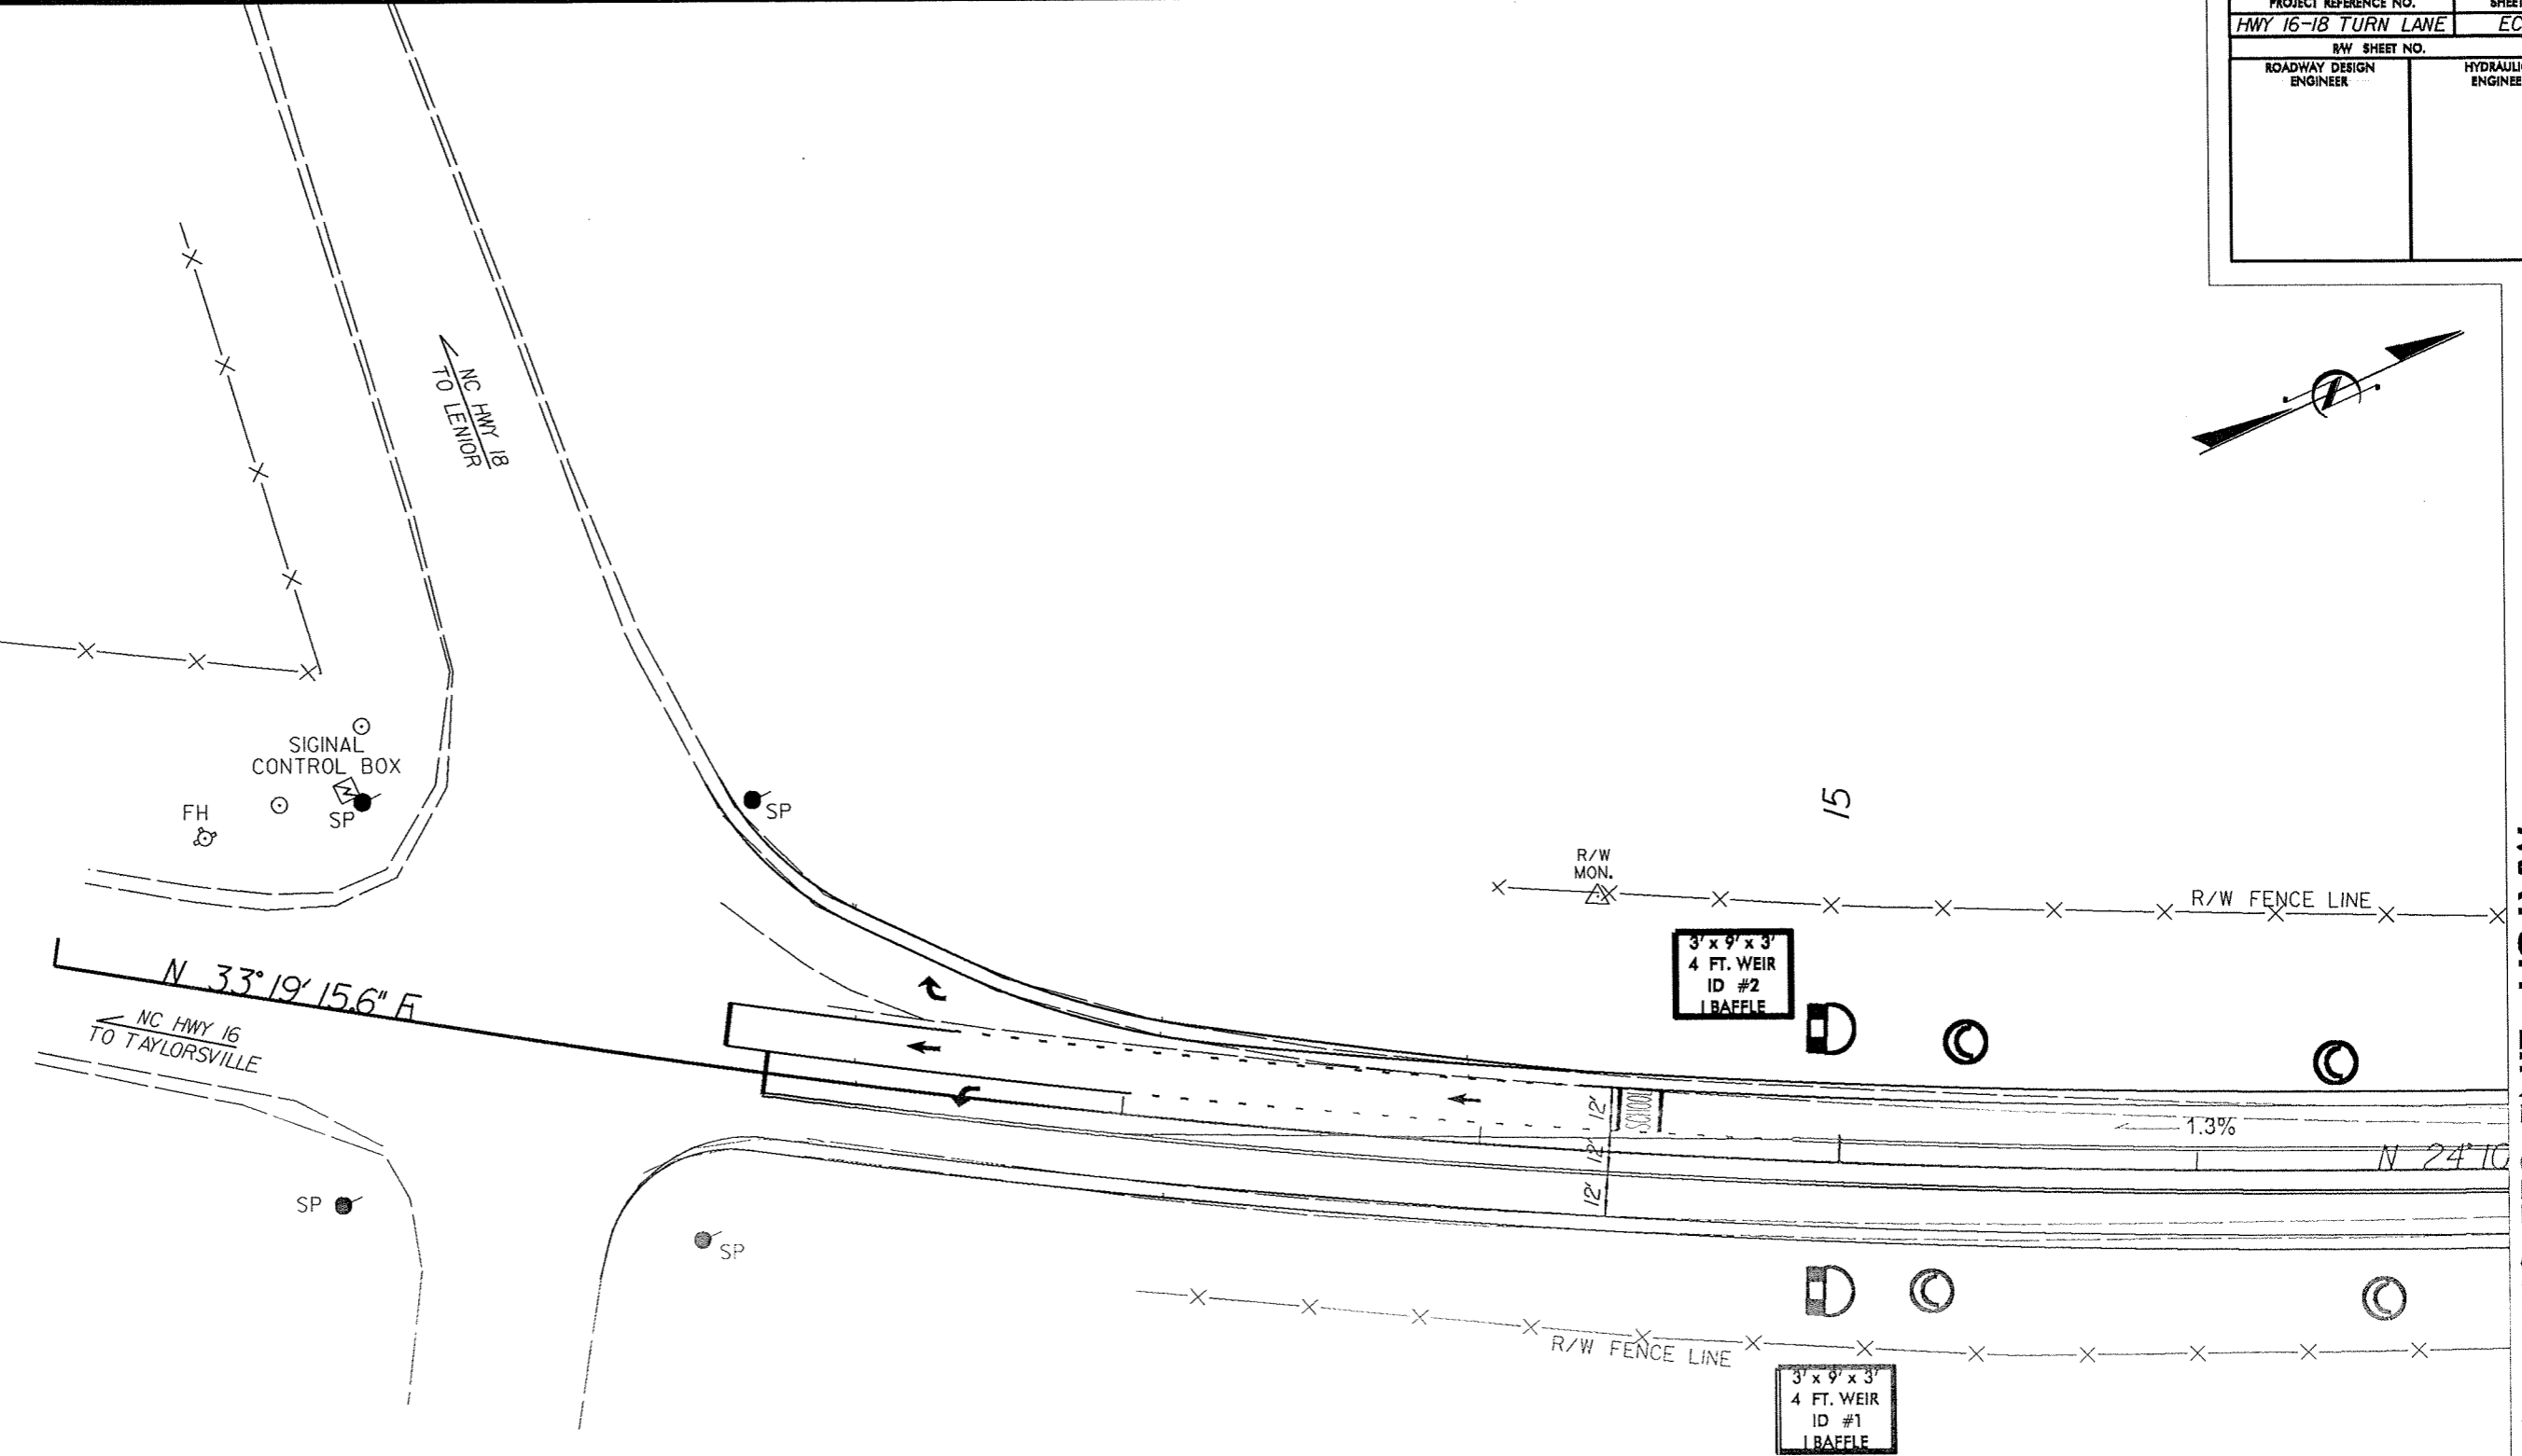 PROJECT REFERENCE NO.
HWY 16-18 TURN LANE
R/W SHEET NO.
ROADWAY DESIGN
ENGINEER
NC HWY 18
TO LENIOR
SIGINAL
CONTROL BOX
FH
SP
SP
15
R/W
MON.
R/W FENCE LINE
3' x 9' x 3'
4 FT. WEIR
ID #2
1 BAFFLE
N 33° 19' 15.6" E
NC HWY 16
TO TAYLORSVILLE
SCHOOL
12'
12'
12'
1.3%
N 24° 10
SP
SP
R/W FENCE LINE
3' x 9' x 3'
4 FT. WEIR
ID #1
1 BAFFLE